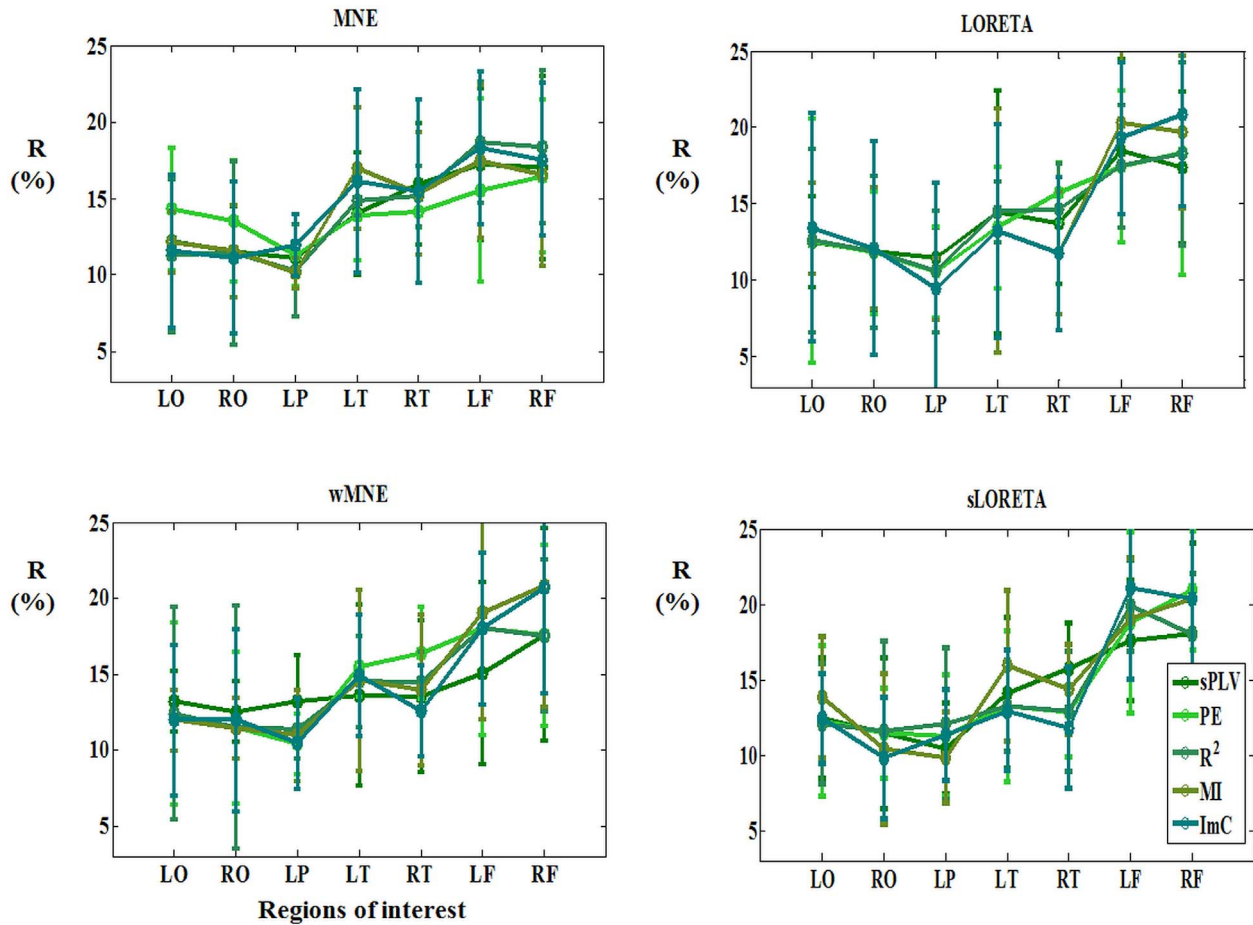 MNE
R
(%)
25
20
15
10
5
LO RO LP LT RT LF RF
LORETA
R
(%)
25
20
15
10
5
LO RO LP LT RT LF RF
wMNE
R
(%)
25
20
15
10
5
LO RO LP LT RT LF RF
Regions of interest
sLORETA
R
(%)
25
20
15
10
5
LO RO LP LT RT LF RF
sPLV
PE
R²
MI
ImC